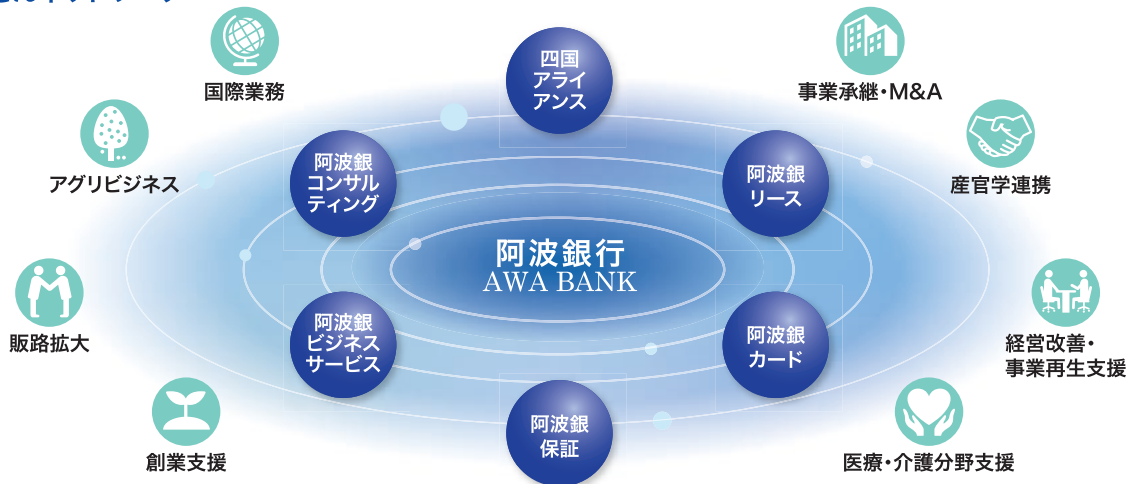 国際業務
四国
アライ
アンス
事業承継・M&A
アグリビジネス
阿波銀
コンサル
ティング
阿波銀
リース
産官学連携
阿波銀行
AWA BANK
販路拡大
阿波銀
ビジネス
サービス
阿波銀
カード
経営改善・
事業再生支援
創業支援
阿波銀
保証
医療・介護分野支援